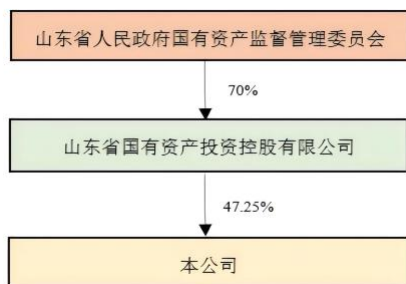 山东省人民政府国有资产监督管理委员会
70%
山东省国有资产投资控股有限公司
47.25%
本公司